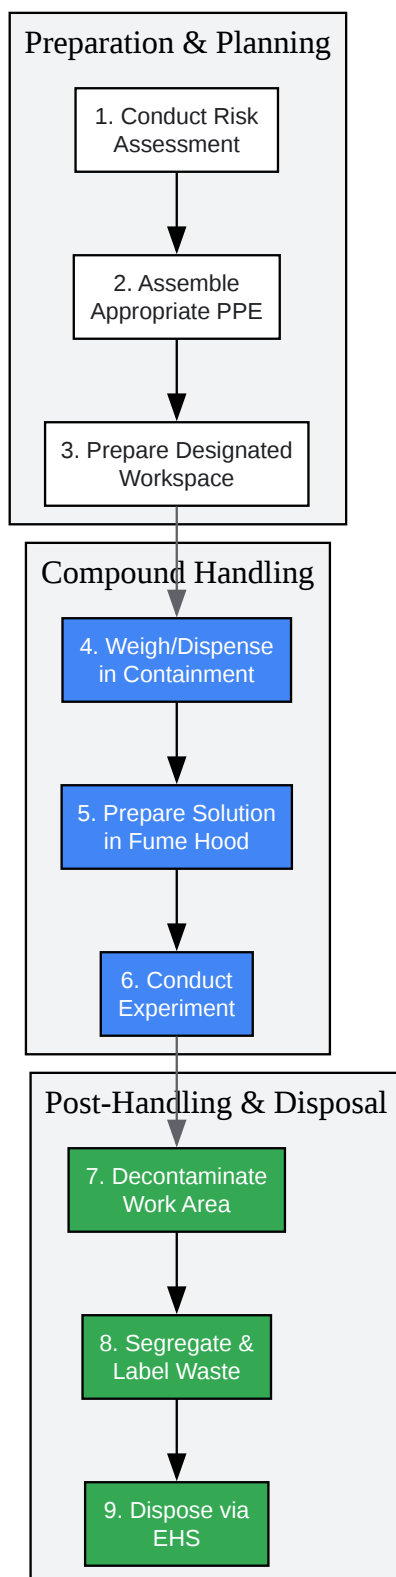 Preparation & Planning
1. Conduct Risk
Assessment
2. Assemble
Appropriate PPE
3. Prepare Designated
Workspace
Compound Handling
4. Weigh/Dispense
in Containment
5. Prepare Solution
in Fume Hood
6. Conduct
Experiment
Post-Handling & Disposal
7. Decontaminate
Work Area
8. Segregate &
Label Waste
9. Dispose via
EHS